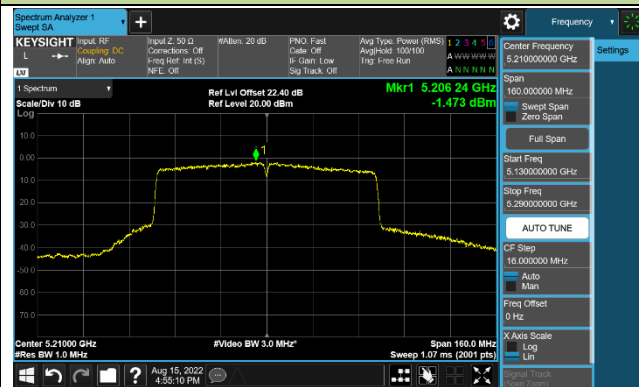 Spectrum Analyzer 1
Swept SA
Frequency
KEYSIGHT
L
LXI
Input: RF
Coupling: DC
Align: Auto
Input Z: 50 Ω
Corrections: Off
Freq Ref: Int (S)
NFE: Off
#Atten: 20 dB
PNO: Fast
Gate: Off
IF Gain: Low
Sig Track: Off
Avg Type: Power (RMS)
Avg|Hold: 100/100
Trig: Free Run
1 2 3 4 5 6
A W W W W W
A N N N N N
1 Spectrum
Scale/Div 10 dB
Log
Ref Lvl Offset 22.40 dB
Ref Level 20.00 dBm
Mkr1 5.206 24 GHz
-1.473 dBm
1
10.0
0.00
10.0
20.0
30.0
40.0
-50.0
60.0
70.0
Center 5.21000 GHz
#Res BW 1.0 MHz
#Video BW 3.0 MHz*
Span 160.0 MHz
Sweep 1.07 ms (2001 pts)
Center Frequency
5.210000000 GHz
Settings
Span
160.000000 MHz
Swept Span
Zero Span
Full Span
Start Freq
5.130000000 GHz
Stop Freq
5.290000000 GHz
AUTO TUNE
CF Step
16.000000 MHz
Auto
Man
Freq Offset
0 Hz
X Axis Scale
Log
Lin
Signal Track
(Span Zoom)
?
Aug 15, 2022
4:55:10 PM